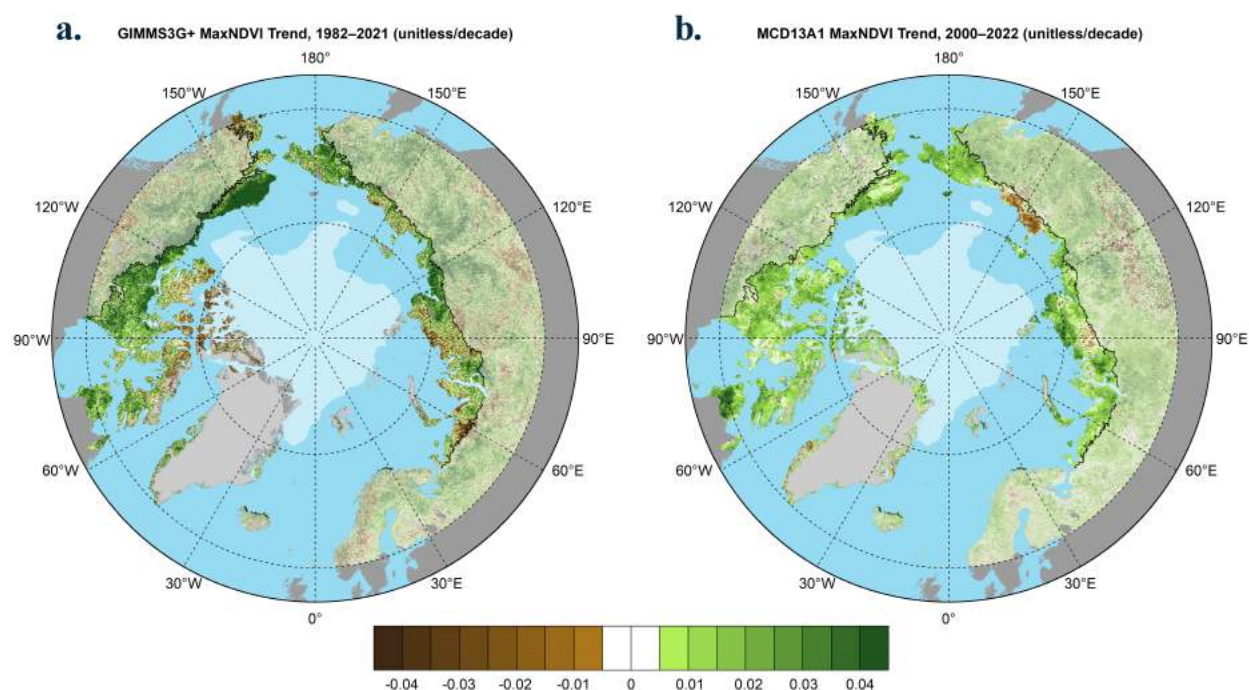 a. GIMMS3G+ MaxNDVI Trend, 1982–2021 (unitless/decade)
180°
150°W
150°E
120°W
120°E
90°W
90°E
60°W
60°E
30°W
30°E
0°
b. MCD13A1 MaxNDVI Trend, 2000–2022 (unitless/decade)
180°
150°W
150°E
120°W
120°E
90°W
90°E
60°W
60°E
30°W
30°E
0°
-0.04 -0.03 -0.02 -0.01 0 0.01 0.02 0.03 0.04